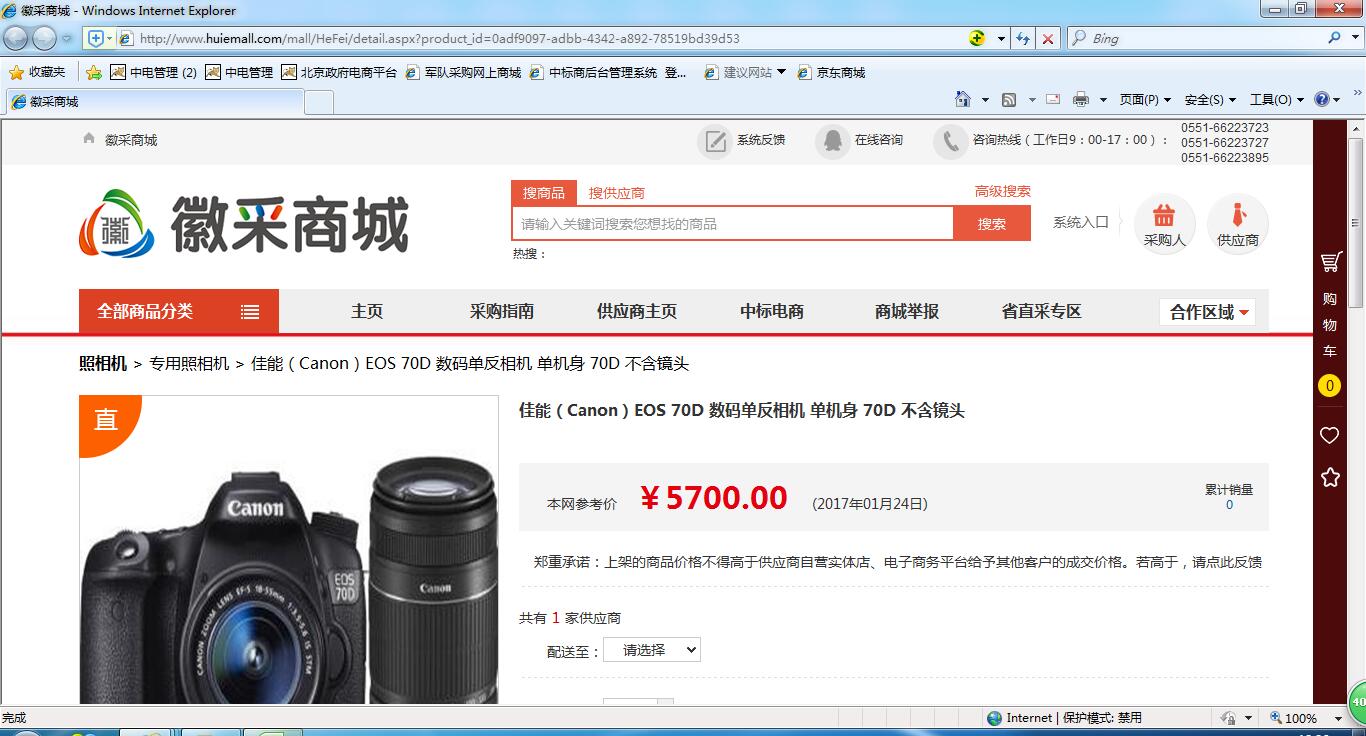 徽采商城 - Windows Internet Explorer
http://www.huiemall.com/mall/HeFei/detail.aspx?product_id=0adf9097-adbb-4342-a892-78519bd39d53
Bing
收藏夹 中电管理 (2) 中电管理 北京政府电商平台 军队采购网上商城 中标商后台管理系统 登... 建议网站 京东商城
徽采商城
页面(P) 安全(S) 工具(O)
徽采商城 系统反馈 在线咨询 咨询热线（工作日9：00-17：00）：
0551-66223723
0551-66223727
0551-66223895
徽采商城
搜商品 搜供应商 高级搜索
请输入关键词搜索您想找的商品 搜索
热搜：
系统入口 采购人 供应商
全部商品分类 主页 采购指南 供应商主页 中标电商 商城举报 省直采专区 合作区域
照相机 > 专用照相机 > 佳能（Canon）EOS 70D 数码单反相机 单机身 70D 不含镜头
直
Canon
EOS
70D
Canon
CANON ZOOM LENS EF-S 18-55mm 1:3.5-5.6 IS STM
佳能（Canon）EOS 70D 数码单反相机 单机身 70D 不含镜头
本网参考价 ￥5700.00 (2017年01月24日)
累计销量
0
郑重承诺：上架的商品价格不得高于供应商自营实体店、电子商务平台给予其他客户的成交价格。若高于，请点此反馈
共有 1 家供应商
配送至： 请选择
购
物
车
0
40
完成 Internet | 保护模式: 禁用 100%